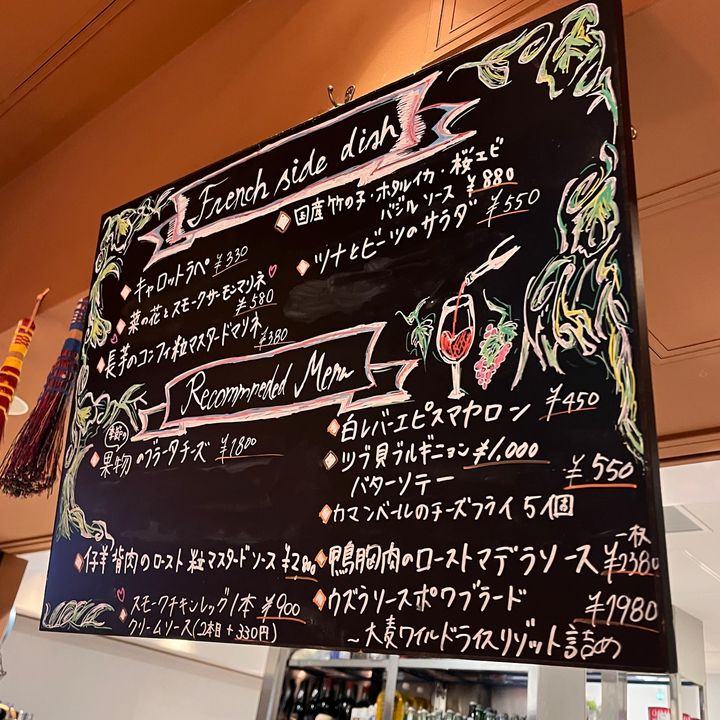 French side dish
キャロットラペ ¥330
菜の花とスモークサーモンマリネ
¥580
長芋のコンフィ粒マスタードマリネ
¥380
国産竹の子・ホタルイカ・桜エビ
バジルソース ¥880
ツナとビーツのサラダ ¥550
Recommneded Menu
季節の
果物のブラータチーズ ¥1800
仔羊背肉のロースト粒マスタードソース
スモークチキンレッグ1本 ¥900
クリームソース(2本目+330円)
白レバーエピスマカロン ¥450
ツブ貝ブルギニョン ¥1,000
バターソテー
¥550
カマンベールのチーズフライ5個
一枚
鴨胸肉のローストマデラソース ¥2380
ウズラソースポワブラード
¥1980
~大麦ワイルドライスリゾット詰め